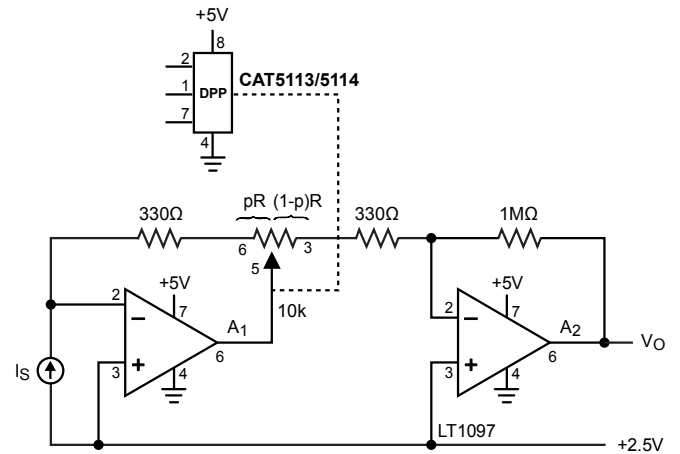 +5V
8
2
1
7
DPP
CAT5113/5114
4
330Ω
pR (1-p)R
330Ω
1MΩ
6
3
5
10k
+5V
2
7
–
+
A1
6
3
4
IS
+5V
2
7
–
+
A2
6
3
4
VO
LT1097
+2.5V